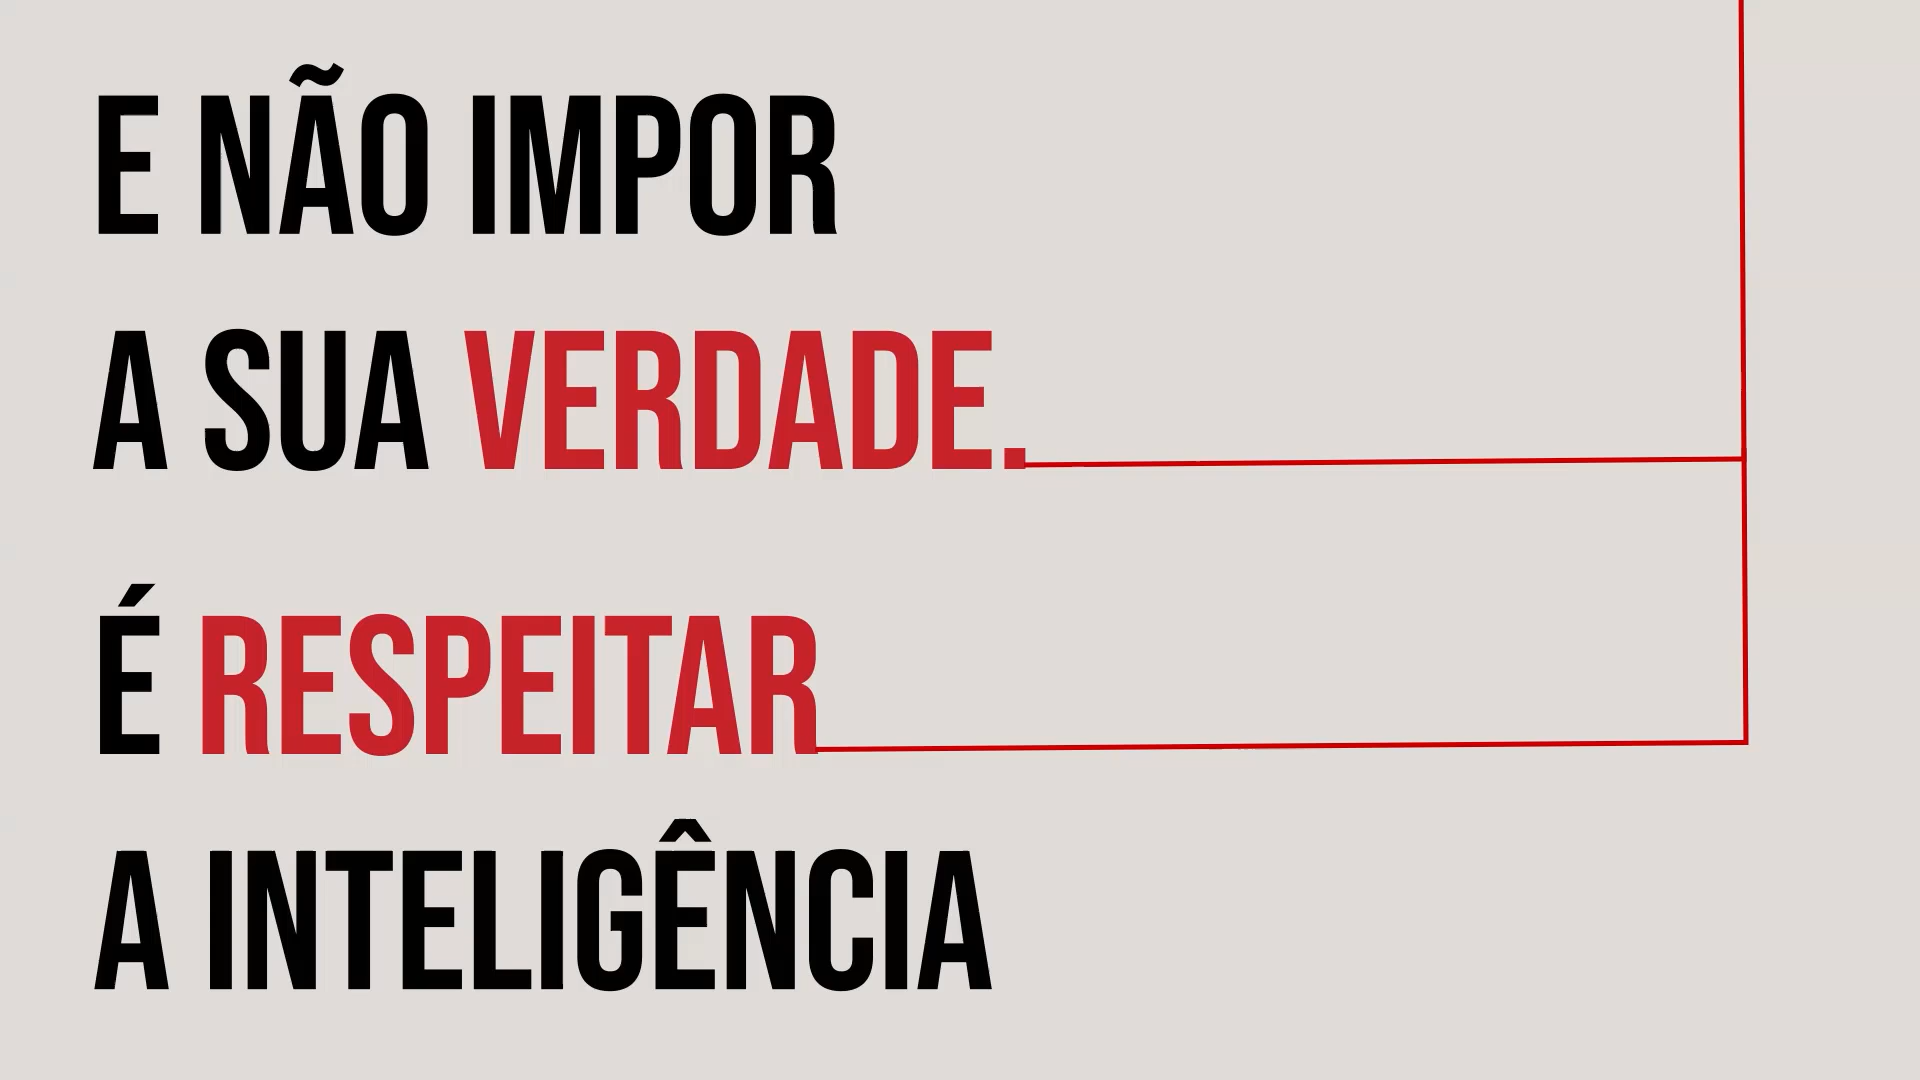 E NÃO IMPOR
A SUA VERDADE.
É RESPEITAR
A INTELIGÊNCIA